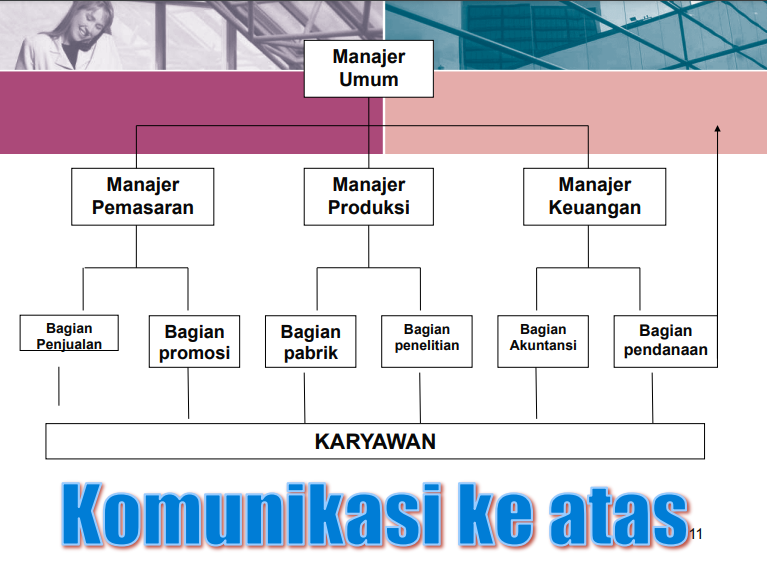 Manajer
Umum
Manajer
Pemasaran
Manajer
Produksi
Manajer
Keuangan
Bagian
Penjualan
Bagian
promosi
Bagian
pabrik
Bagian
penelitian
Bagian
Akuntansi
Bagian
pendanaan
KARYAWAN
Komunikasi ke atas
11